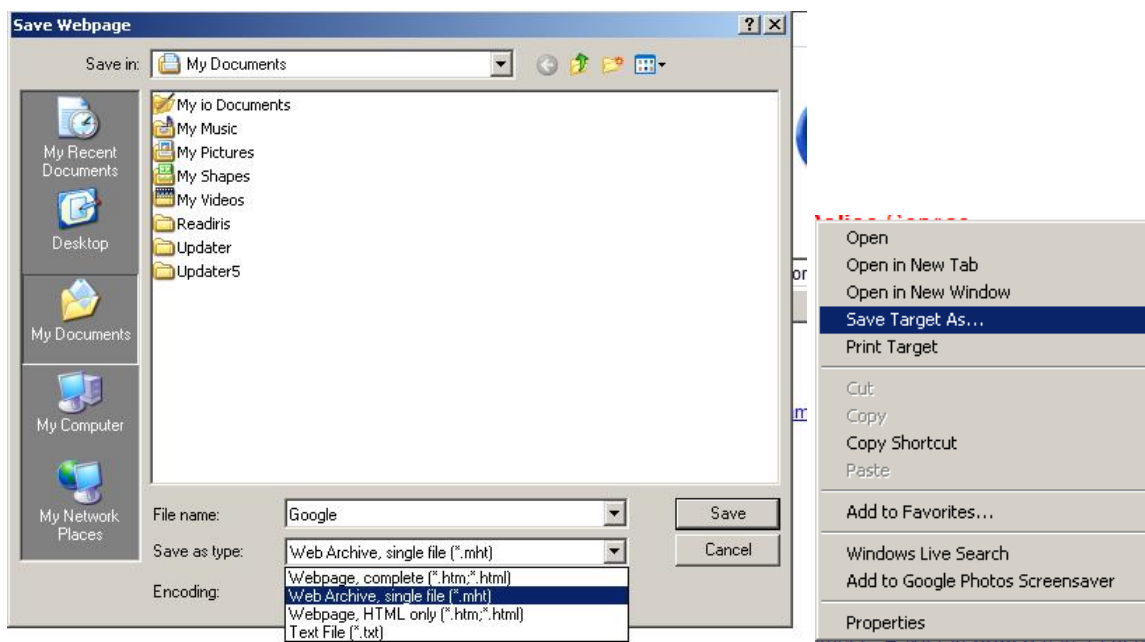 Save Webpage
Save in:
My Documents
My Recent
Documents
Desktop
My Documents
My Computer
My Network
Places
My io Documents
My Music
My Pictures
My Shapes
My Videos
Readiris
Updater
Updater5
File name:
Google
Save
Save as type:
Web Archive, single file (*.mht)
Cancel
Encoding:
Webpage, complete (*.htm;*.html)
Web Archive, single file (*.mht)
Webpage, HTML only (*.htm;*.html)
Text File (*.txt)
or
Open
Open in New Tab
Open in New Window
Save Target As...
Print Target
Cut
Copy
Copy Shortcut
Paste
Add to Favorites...
Windows Live Search
Add to Google Photos Screensaver
Properties